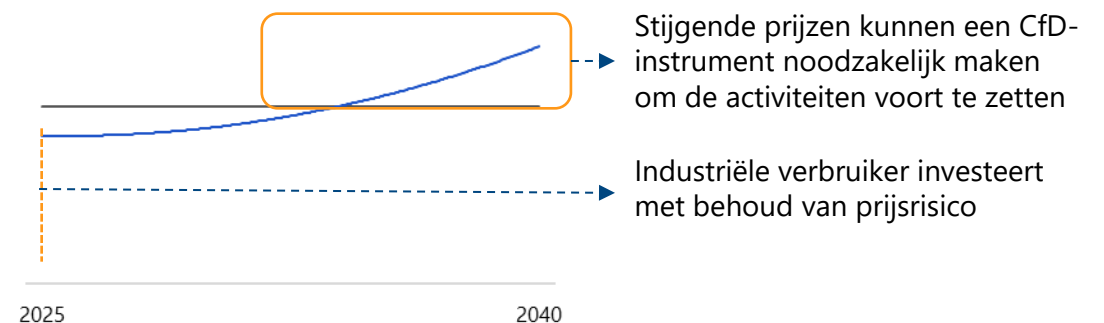 Stijgende prijzen kunnen een CfD-
instrument noodzakelijk maken
om de activiteiten voort te zetten
Industriële verbruiker investeert
met behoud van prijsrisico
2025
2040